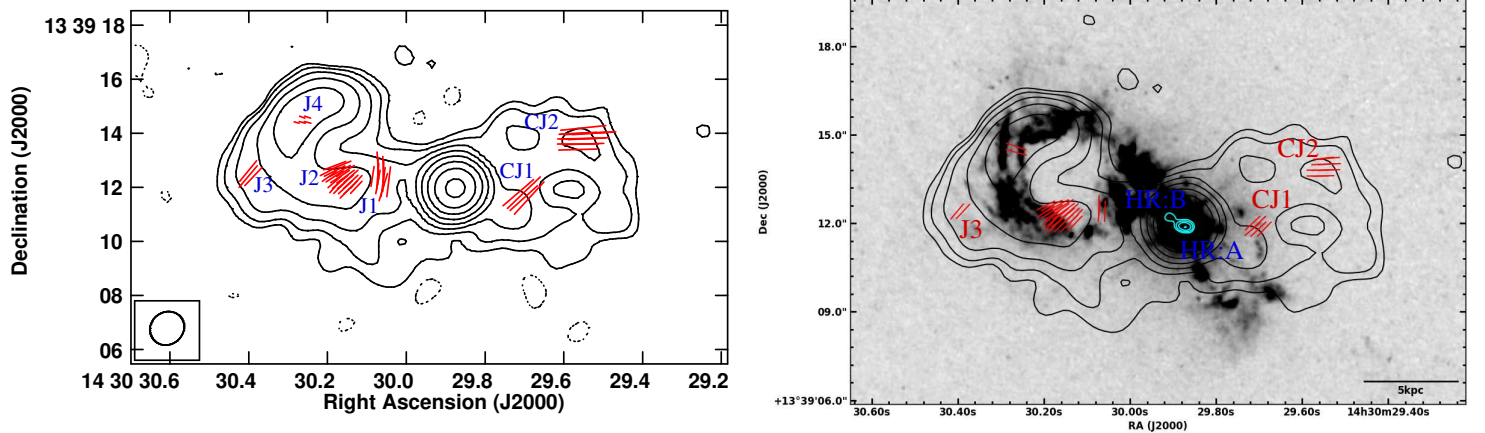 13 39 18
16
14
12
10
08
06
Declination (J2000)
J4
CJ2
J2
CJ1
J3
J1
14 30 30.6
30.4
30.2
30.0
29.8
29.6
29.4
29.2
Right Ascension (J2000)
18.0"
15.0"
12.0"
09.0"
+13°39'06.0"
Dec (J2000)
CJ2
HR:B
CJ1
J3
HR:A
5kpc
30.60s
30.40s
30.20s
30.00s
29.80s
29.60s
14h30m29.40s
RA (J2000)